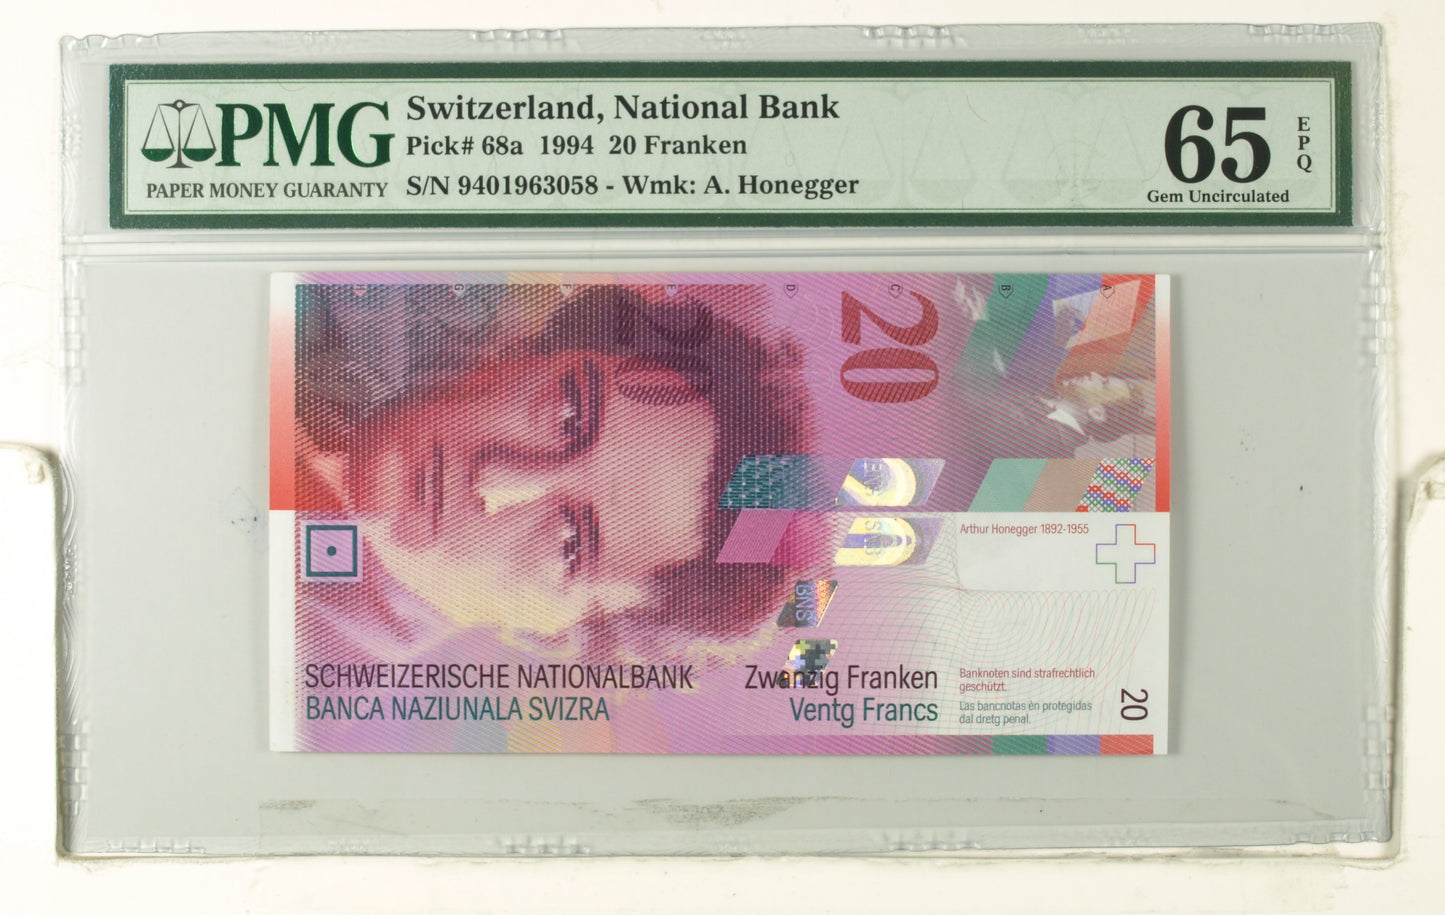 PMG
PAPER MONEY GUARANTY
Switzerland, National Bank
Pick# 68a 1994 20 Franken
S/N 9401963058 - Wmk: A. Honegger
65
EPQ
Gem Uncirculated
H G F E D C B A
20
20
Arthur Honegger 1892-1955
BNS
SCHWEIZERISCHE NATIONALBANK
BANCA NAZIUNALA SVIZRA
Zwanzig Franken
Ventg Francs
Banknoten sind strafrechtlich
geschützt.
Las bancnotas èn protegidas
dal dretg penal.
20